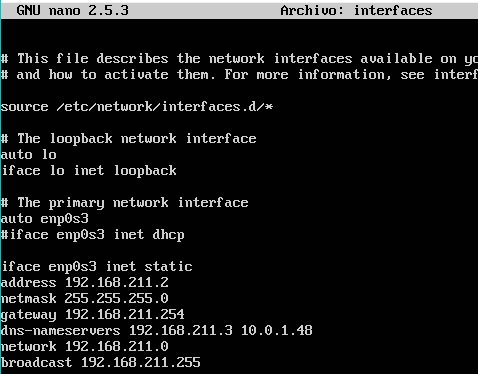 GNU nano 2.5.3 Archivo: interfaces
# This file describes the network interfaces available on
# and how to activate them. For more information, see
source /etc/network/interfaces.d/*
# The loopback network interface
auto lo
iface lo inet loopback
# The primary network interface
auto enp0s3
#iface enp0s3 inet dhcp
iface enp0s3 inet static
address 192.168.211.2
netmask 255.255.255.0
gateway 192.168.211.254
dns-nameservers 192.168.211.3 10.0.1.48
network 192.168.211.0
broadcast 192.168.211.255